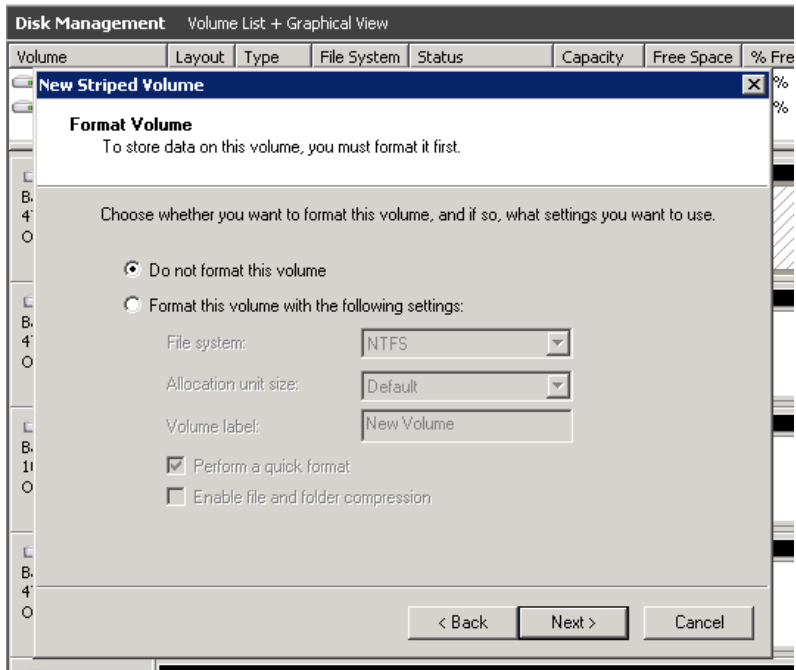 Disk Management Volume List + Graphical View
Volume Layout Type File System Status Capacity Free Space % Fre
New Striped Volume
%
%
Format Volume
To store data on this volume, you must format it first.
Choose whether you want to format this volume, and if so, what settings you want to use.
Do not format this volume
Format this volume with the following settings:
File system: NTFS
Allocation unit size: Default
Volume label: New Volume
Perform a quick format
Enable file and folder compression
< Back Next > Cancel